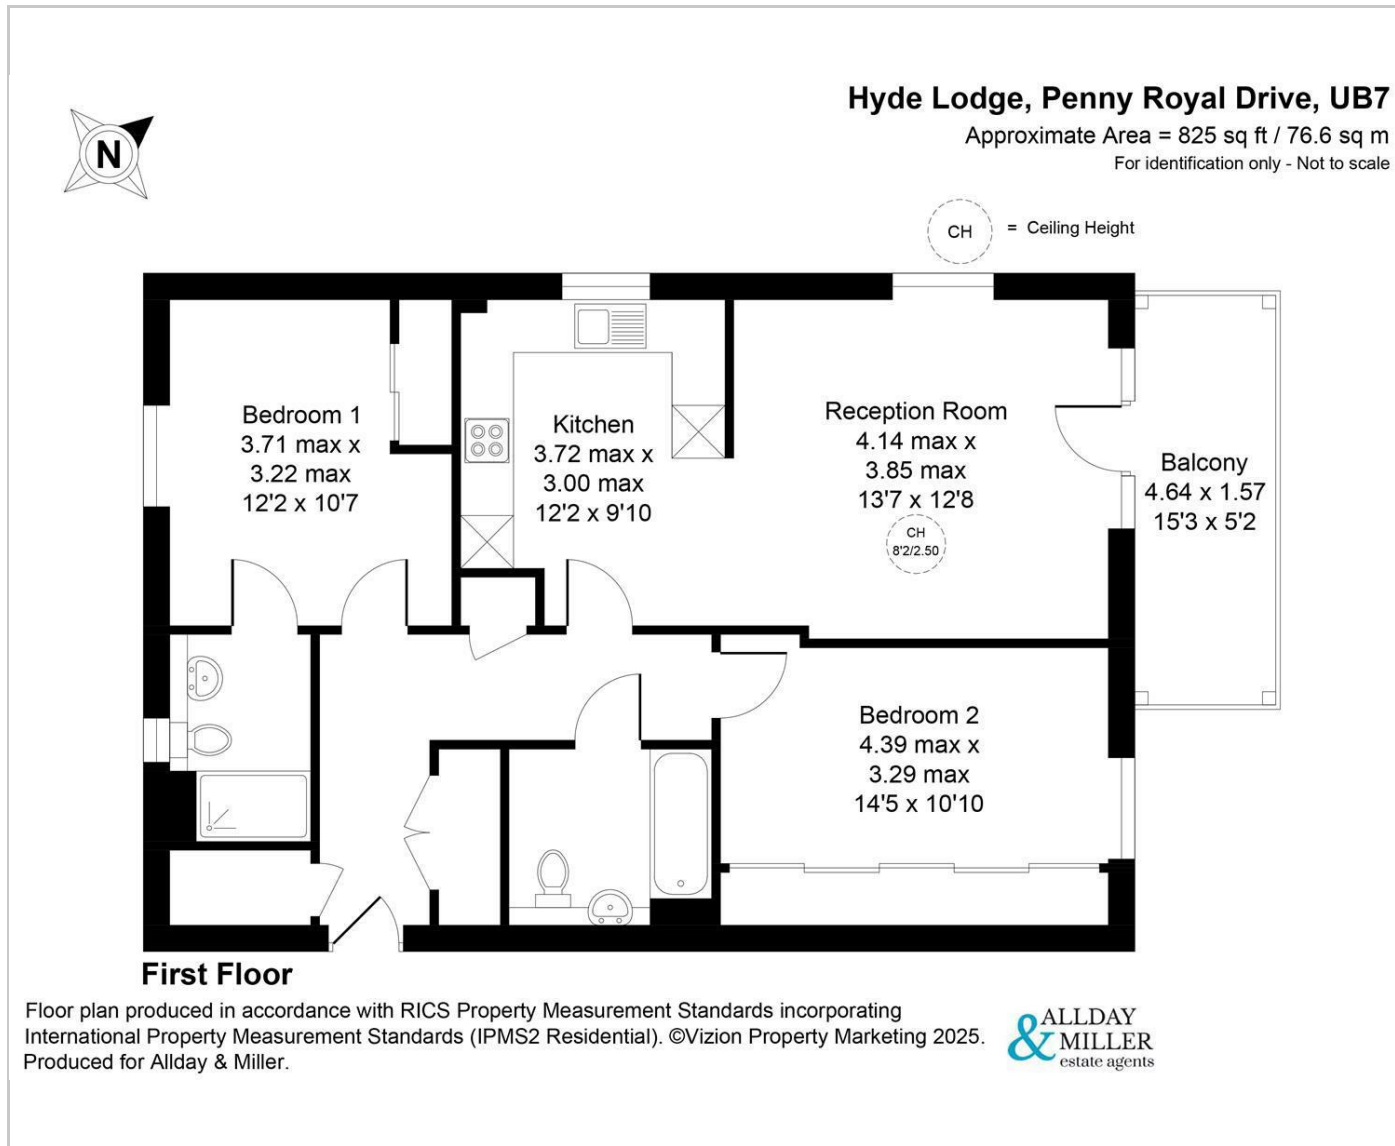 Hyde Lodge, Penny Royal Drive, UB7
Approximate Area = 825 sq ft / 76.6 sq m
For identification only - Not to scale
N
CH = Ceiling Height
Bedroom 1
3.71 max x
3.22 max
12'2 x 10'7
Kitchen
3.72 max x
3.00 max
12'2 x 9'10
Reception Room
4.14 max x
3.85 max
13'7 x 12'8
CH
8'2/2.50
Balcony
4.64 x 1.57
15'3 x 5'2
Bedroom 2
4.39 max x
3.29 max
14'5 x 10'10
First Floor
Floor plan produced in accordance with RICS Property Measurement Standards incorporating
International Property Measurement Standards (IPMS2 Residential). ©Vizion Property Marketing 2025.
Produced for Allday & Miller.
ALLDAY
& MILLER
estate agents